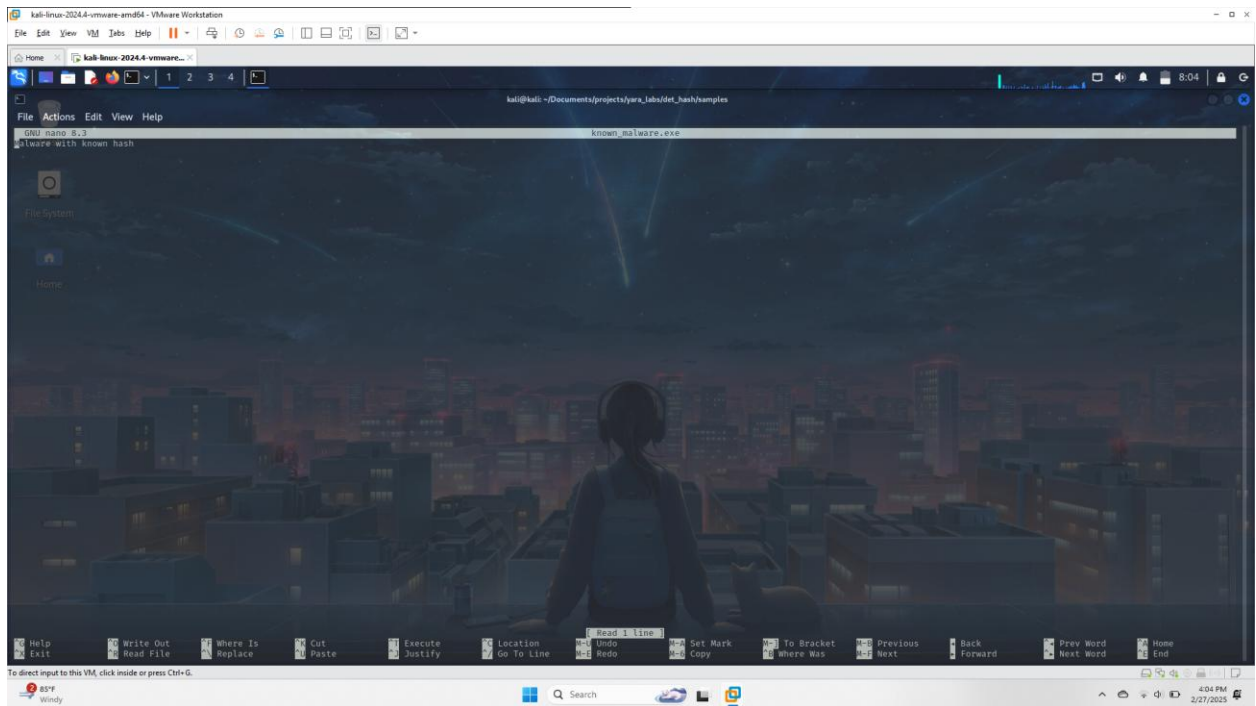 kali-linux-2024.4-vmware-amd64 - VMware Workstation
File Edit View VM Tabs Help
Home kali-linux-2024.4-vmware...
1 2 3 4 8:04
kali@kali: ~/Documents/projects/yara_labs/det_hash/samples
File Actions Edit View Help
GNU nano 8.3 known_malware.exe
Malware with known hash
File System
Home
[ Read 1 line ]
^G Help ^O Write Out ^F Where Is ^K Cut ^T Execute ^C Location M-U Undo M-A Set Mark M-] To Bracket M-B Previous Back Prev Word ^A Home
^X Exit ^R Read File ^\ Replace ^U Paste ^J Justify ^/ Go To Line M-E Redo M-6 Copy ^B Where Was M-F Next Forward Next Word ^E End
To direct input to this VM, click inside or press Ctrl+G.
2 85°F Search 4:04 PM
Windy 2/27/2025